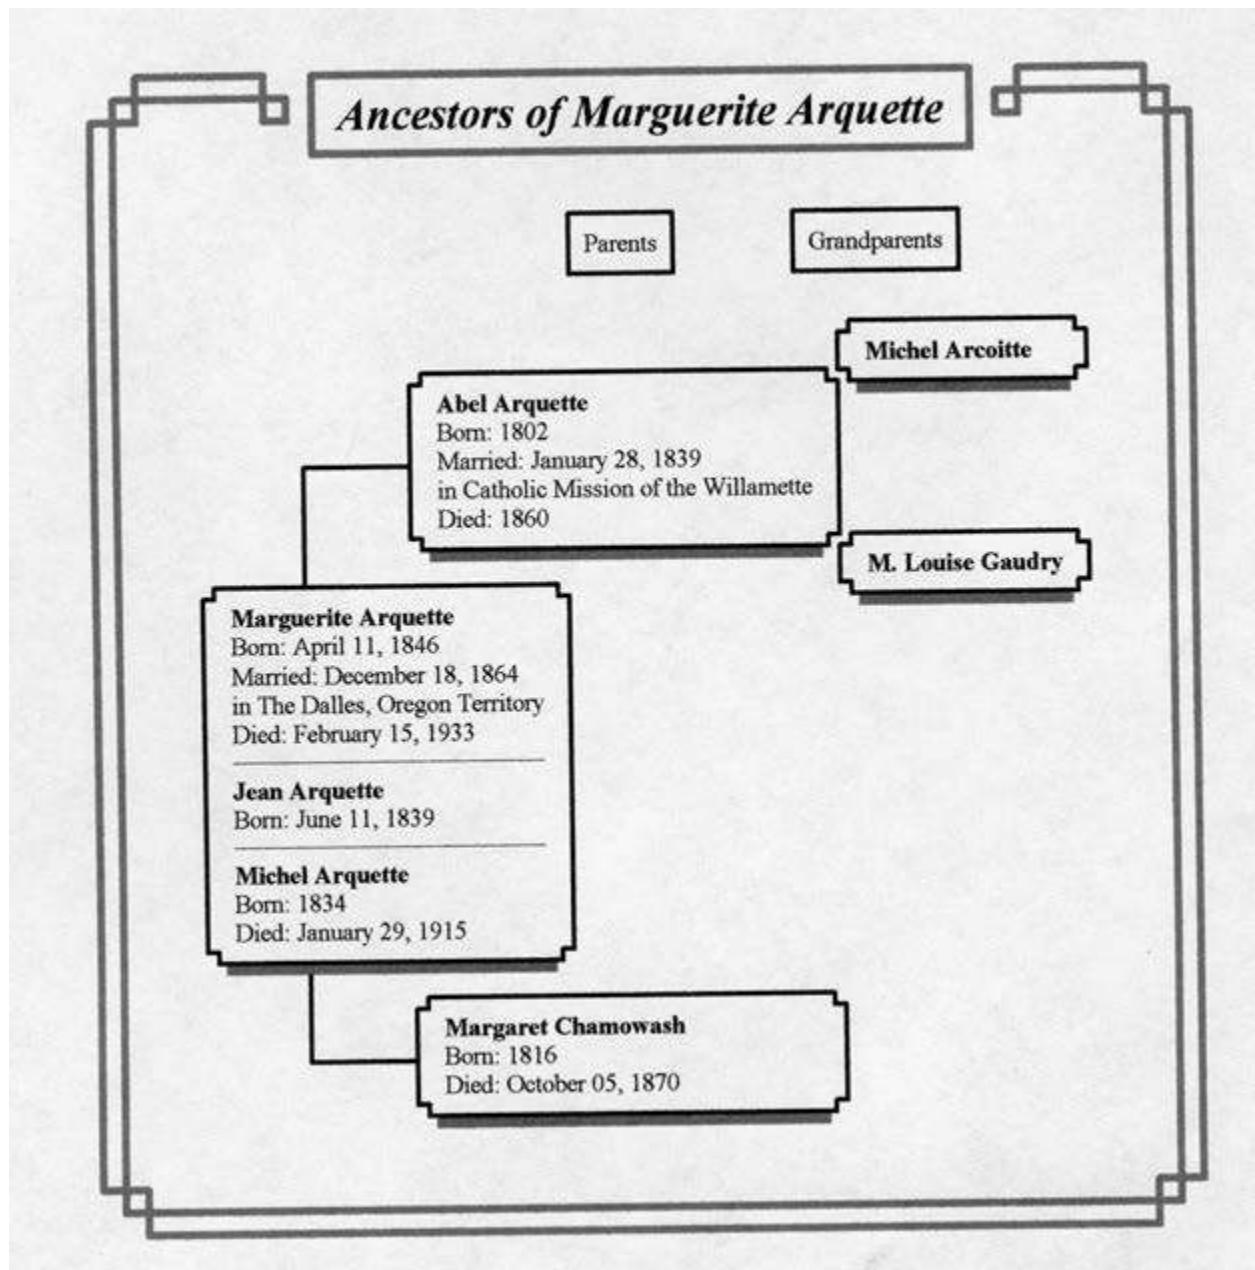 Ancestors of Marguerite Arquette
Parents
Grandparents
Michel Arcoitte
Abel Arquette
Born: 1802
Married: January 28, 1839
in Catholic Mission of the Willamette
Died: 1860
M. Louise Gaudry
Marguerite Arquette
Born: April 11, 1846
Married: December 18, 1864
in The Dalles, Oregon Territory
Died: February 15, 1933
Jean Arquette
Born: June 11, 1839
Michel Arquette
Born: 1834
Died: January 29, 1915
Margaret Chamowash
Born: 1816
Died: October 05, 1870